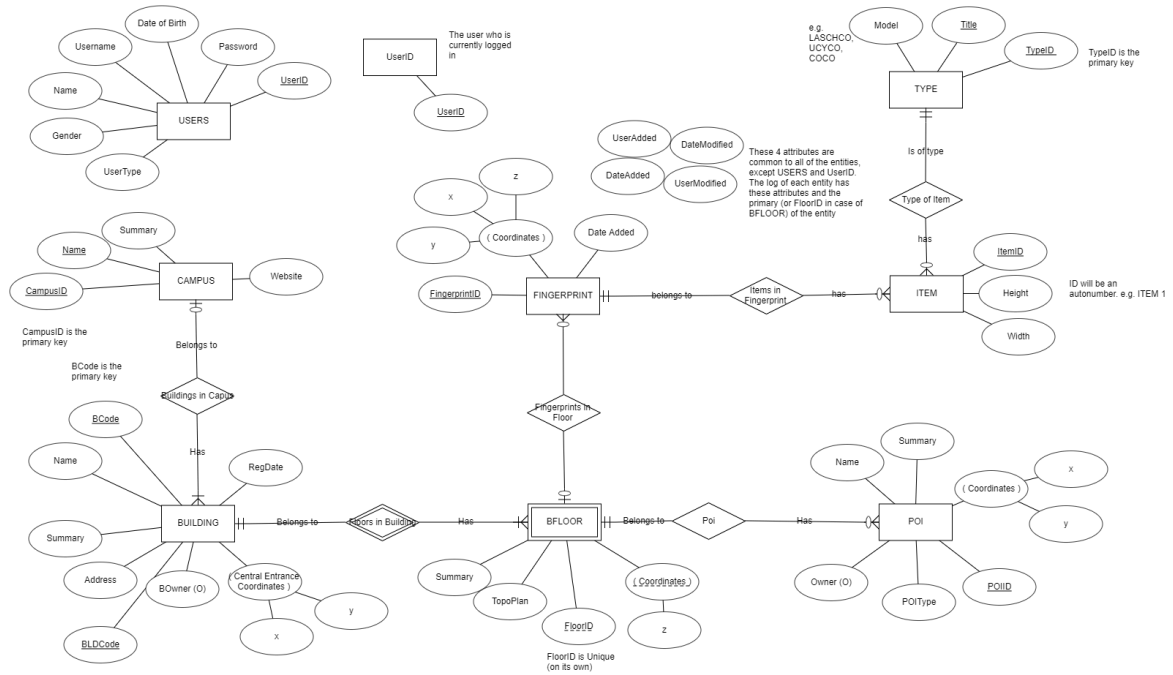 Date of Birth
Username
Password
UserID
Name
USERS
Gender
UserType
UserID
The user who is
currently logged
in
UserID
e.g.
LASCHCO,
UCYCO,
COCO
Model
Title
TypeID
TypeID is the
primary key
TYPE
Is of type
Type of Item
has
UserAdded
DateModified
DateAdded
UserModified
These 4 attributes are
common to all of the entities,
except USERS and UserID.
The log of each entity has
these attributes and the
primary (or FloorID in case of
BFLOOR) of the entity
z
x
y
( Coordinates )
Date Added
FingerprintID
FINGERPRINT
belongs to
Items in
Fingerprint
has
ITEM
ItemID
Height
Width
ID will be an
autonumber. e.g. ITEM 1
Summary
Name
CampusID
CAMPUS
Website
CampusID is the
primary key
Belongs to
BCode is the
primary key
Buildings in Capus
Has
BCode
Name
RegDate
BUILDING
Summary
Address
BOwner (O)
( Central Entrance
Coordinates )
y
x
BLDCode
Belongs to
Floors in Building
Has
Fingerprints in
Floor
BFLOOR
Summary
TopoPlan
FloorID
( Coordinates )
z
FloorID is Unique
(on its own)
Belongs to
Poi
Has
POI
Name
Summary
( Coordinates )
x
y
Owner (O)
POIType
POIID